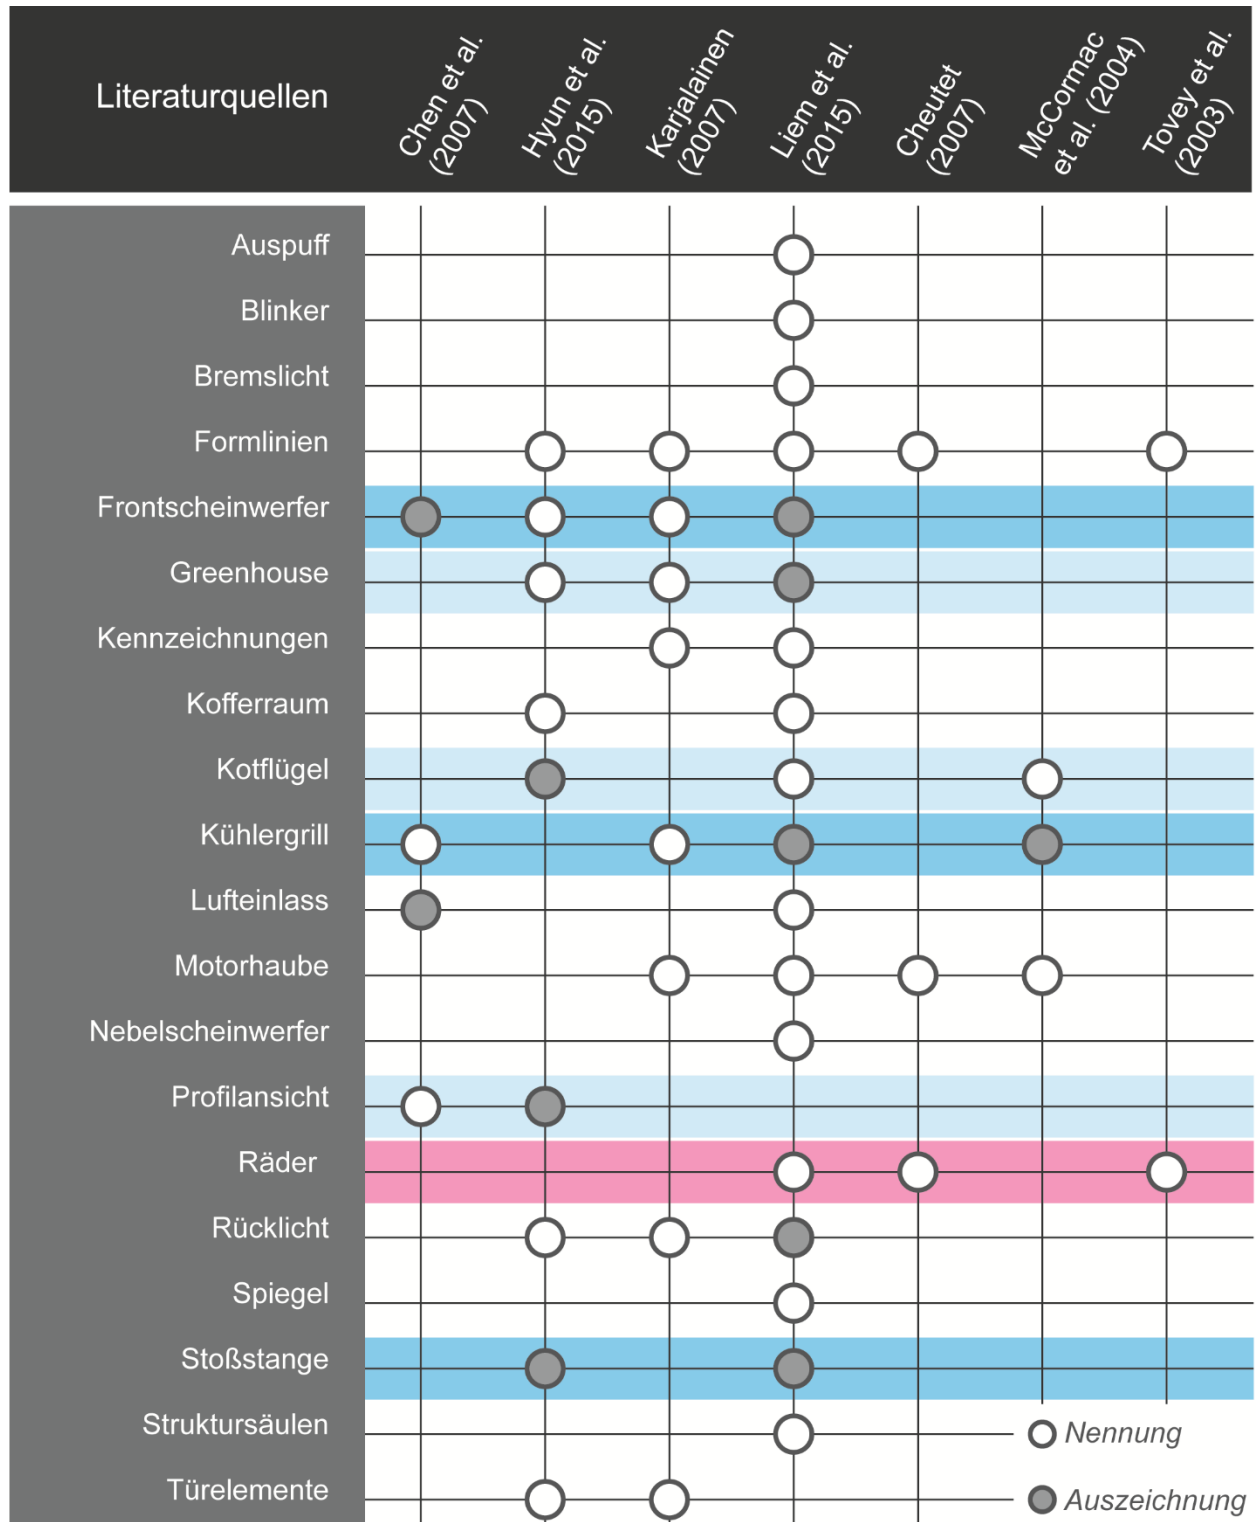 Literaturquellen
Chen et al.
(2007)
Hyun et al.
(2015)
Karjalainen
(2007)
Liem et al.
(2015)
Cheutet
(2007)
McCormac
et al. (2004)
Tovey et al.
(2003)
Auspuff
Blinker
Bremslicht
Formlinien
Frontscheinwerfer
Greenhouse
Kennzeichnungen
Kofferraum
Kotflügel
Kühlergrill
Lufteinlass
Motorhaube
Nebelscheinwerfer
Profilansicht
Räder
Rücklicht
Spiegel
Stoßstange
Struktursäulen
Nennung
Türelemente
Auszeichnung